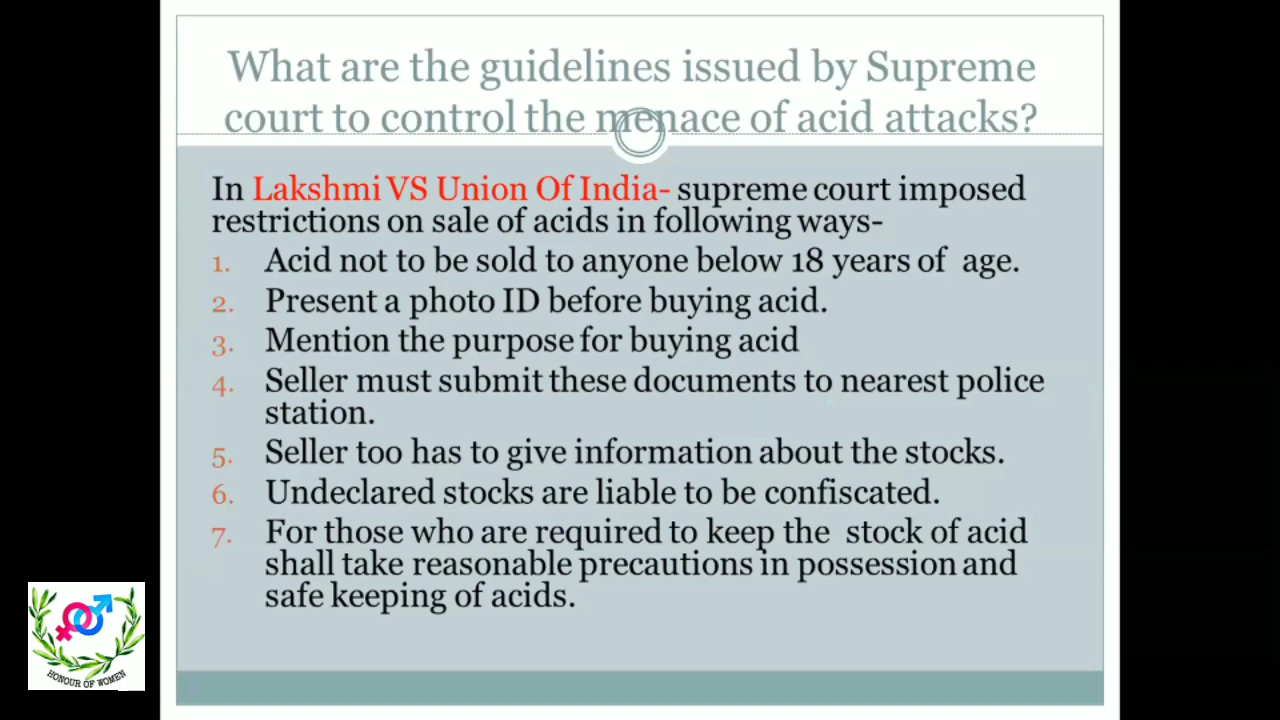 What are the guidelines issued by Supreme
court to control the menace of acid attacks?
In Lakshmi VS Union Of India- supreme court imposed
restrictions on sale of acids in following ways-
1. Acid not to be sold to anyone below 18 years of age.
2. Present a photo ID before buying acid.
3. Mention the purpose for buying acid
4. Seller must submit these documents to nearest police
station.
5. Seller too has to give information about the stocks.
6. Undeclared stocks are liable to be confiscated.
7. For those who are required to keep the stock of acid
shall take reasonable precautions in possession and
safe keeping of acids.
HONOUR OF WOMEN